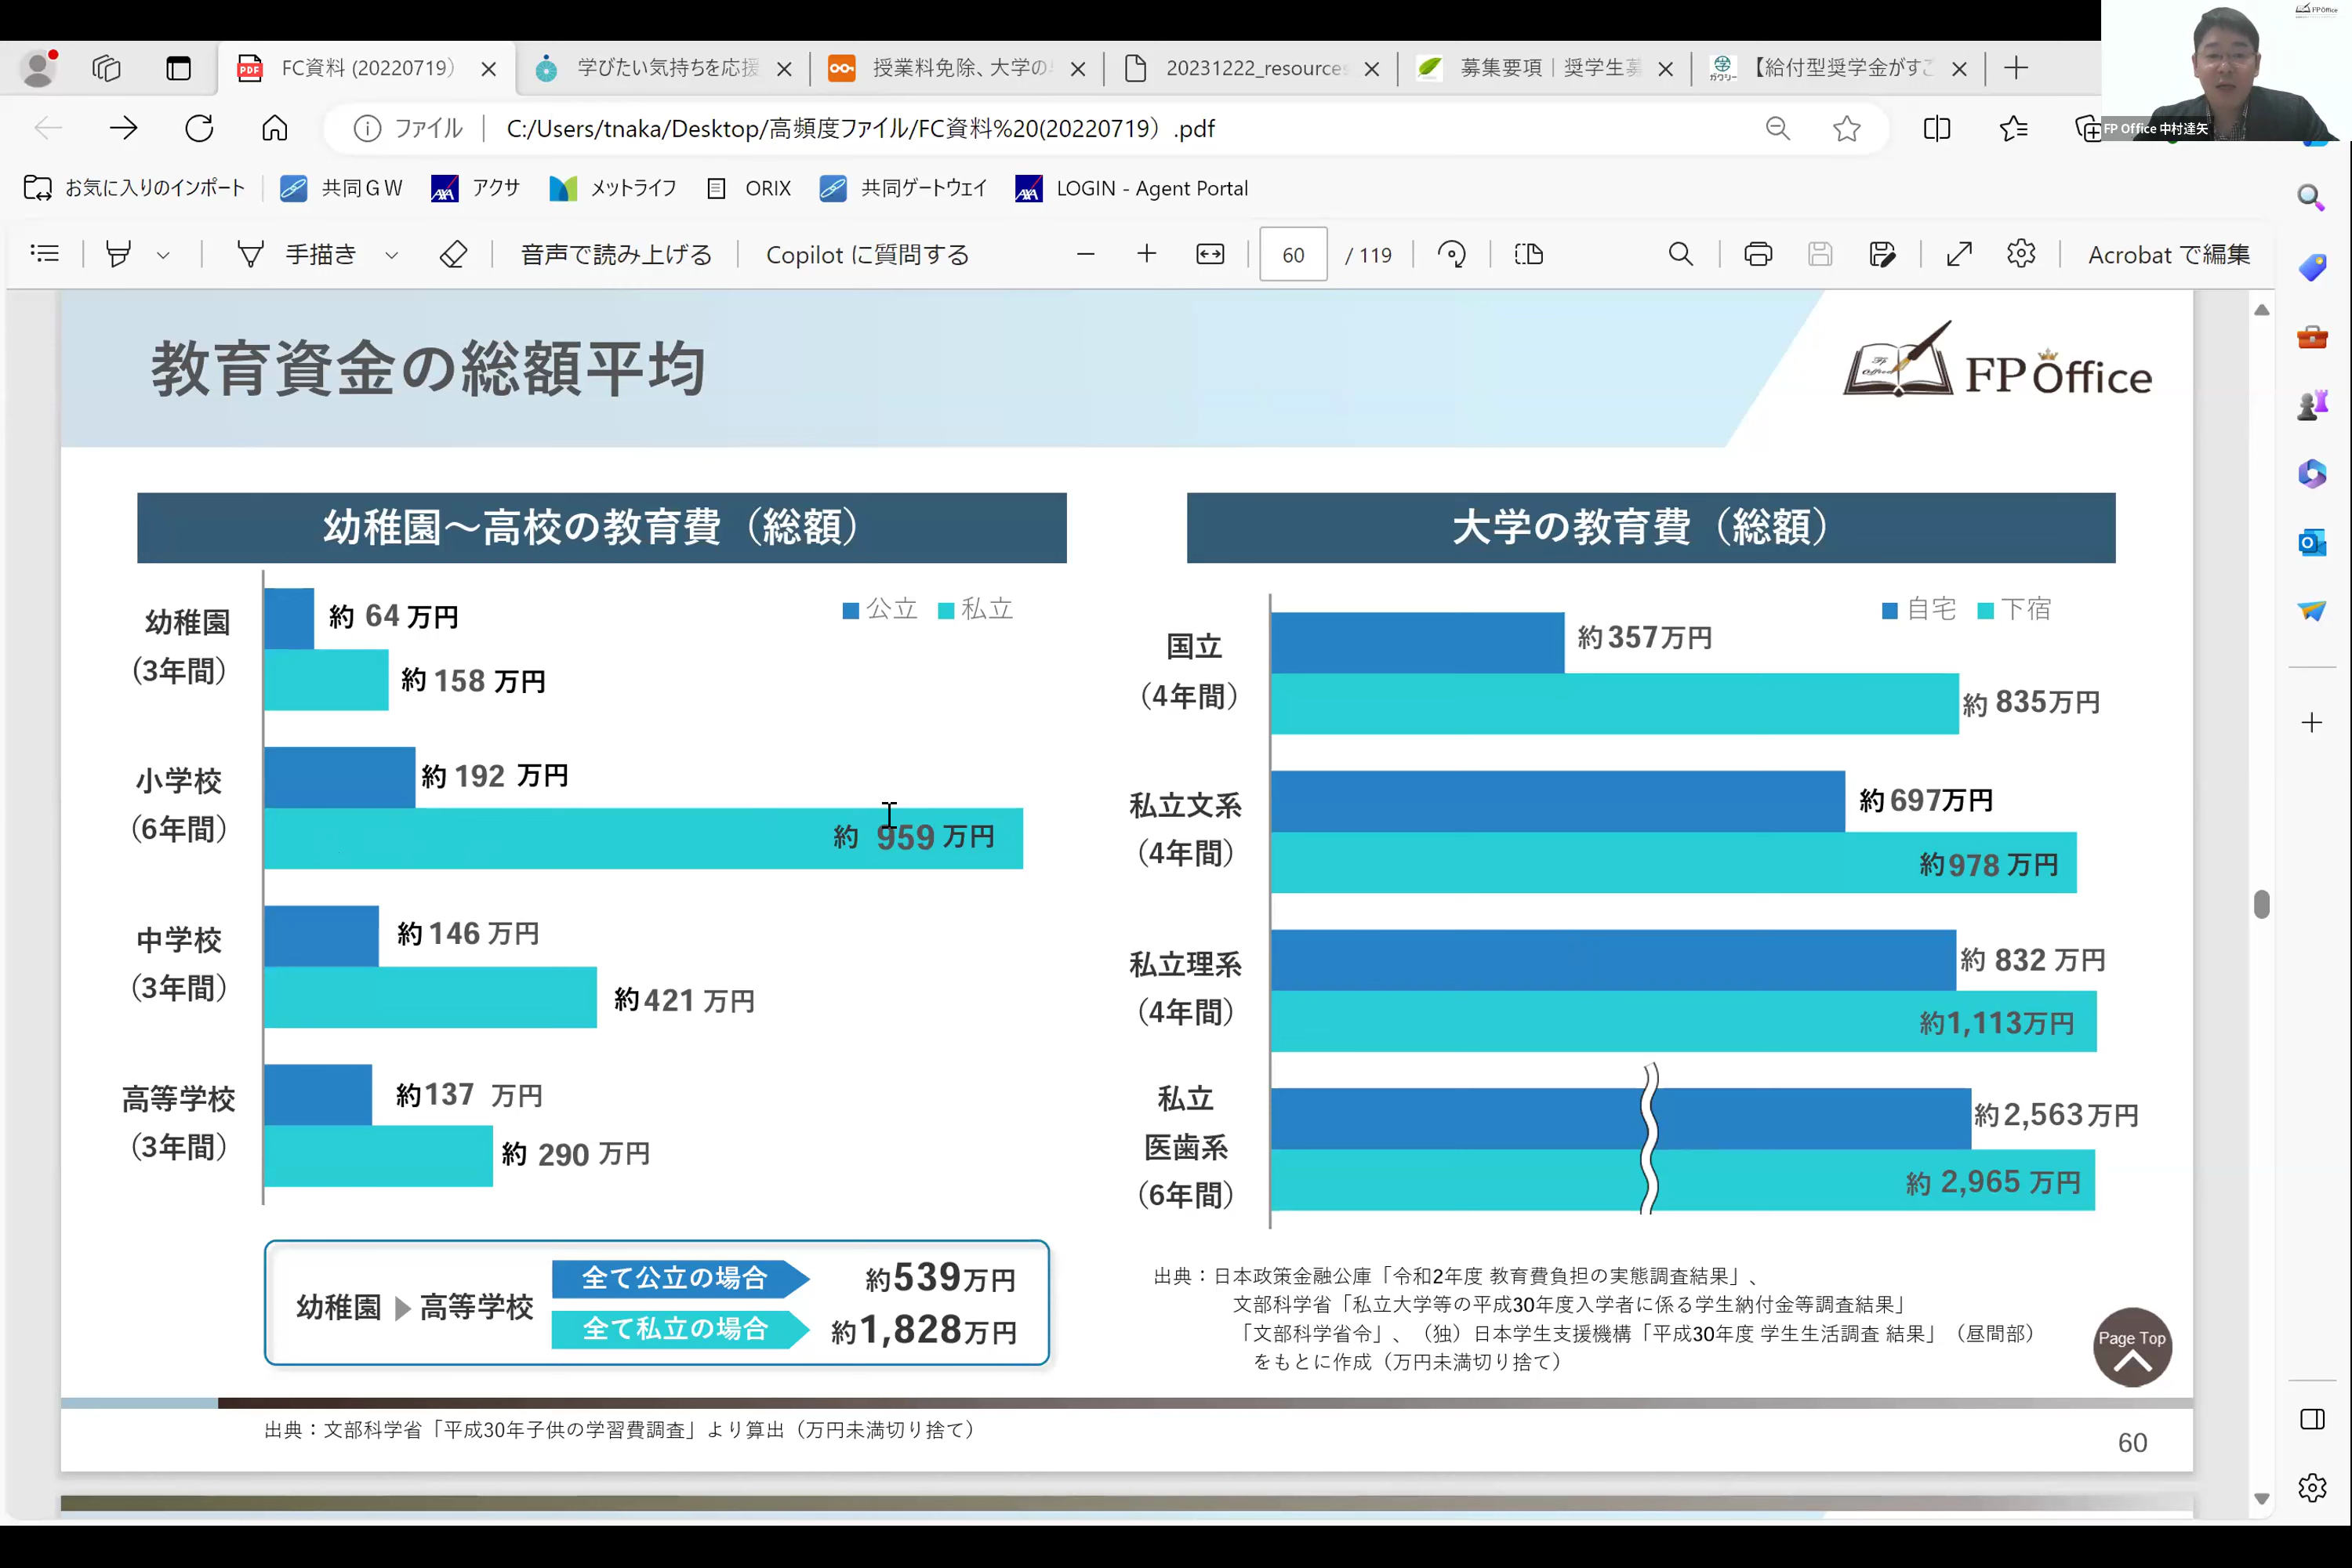 FP Office
FP Office 中村達矢
FC資料 (20220719)
学びたい気持ちを応援
授業料免除、大学の
20231222_resources
募集要項｜奨学生募
【給付型奨学金がすご
ファイル
C:/Users/tnaka/Desktop/高頻度ファイル/FC資料%20(20220719）.pdf
お気に入りのインポート
共同ＧＷ
アクサ
メットライフ
ORIX
共同ゲートウェイ
LOGIN - Agent Portal
手描き
音声で読み上げる
Copilot に質問する
60
/ 119
Acrobat で編集
教育資金の総額平均
FP Office
幼稚園～高校の教育費（総額）
公立 私立
幼稚園
（3年間）
約 64 万円
約 158 万円
小学校
（6年間）
約 192 万円
約 959 万円
中学校
（3年間）
約 146 万円
約 421 万円
高等学校
（3年間）
約137 万円
約 290 万円
幼稚園 ▶ 高等学校
全て公立の場合
約539万円
全て私立の場合
約1,828万円
出典：文部科学省「平成30年子供の学習費調査」より算出（万円未満切り捨て）
大学の教育費（総額）
自宅 下宿
国立
（4年間）
約357万円
約 835万円
私立文系
（4年間）
約697万円
約978 万円
私立理系
（4年間）
約 832 万円
約1,113万円
私立
医歯系
（6年間）
約2,563万円
約 2,965 万円
出典：日本政策金融公庫「令和2年度 教育費負担の実態調査結果」、
文部科学省「私立大学等の平成30年度入学者に係る学生納付金等調査結果」
「文部科学省令」、（独）日本学生支援機構「平成30年度 学生生活調査 結果」（昼間部）
をもとに作成（万円未満切り捨て）
Page Top
60